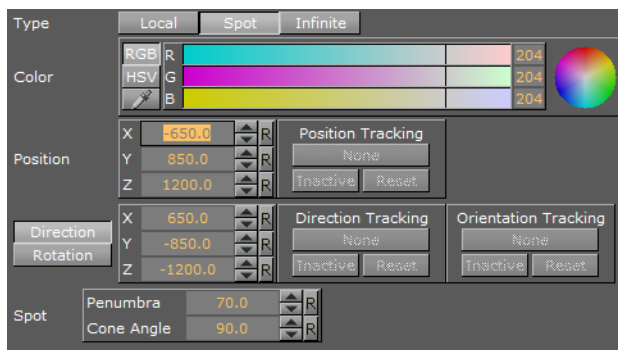 Type Local Spot Infinite
RGB R 204
Color HSV G 204
B 204
X -650.0 R Position Tracking
Position Y 850.0 R None
Z 1200.0 R Inactive Reset
X 650.0 R Direction Tracking Orientation Tracking
Direction Y -850.0 R None None
Rotation Z -1200.0 R Inactive Reset Inactive Reset
Spot Penumbra 70.0 R
Cone Angle 90.0 R